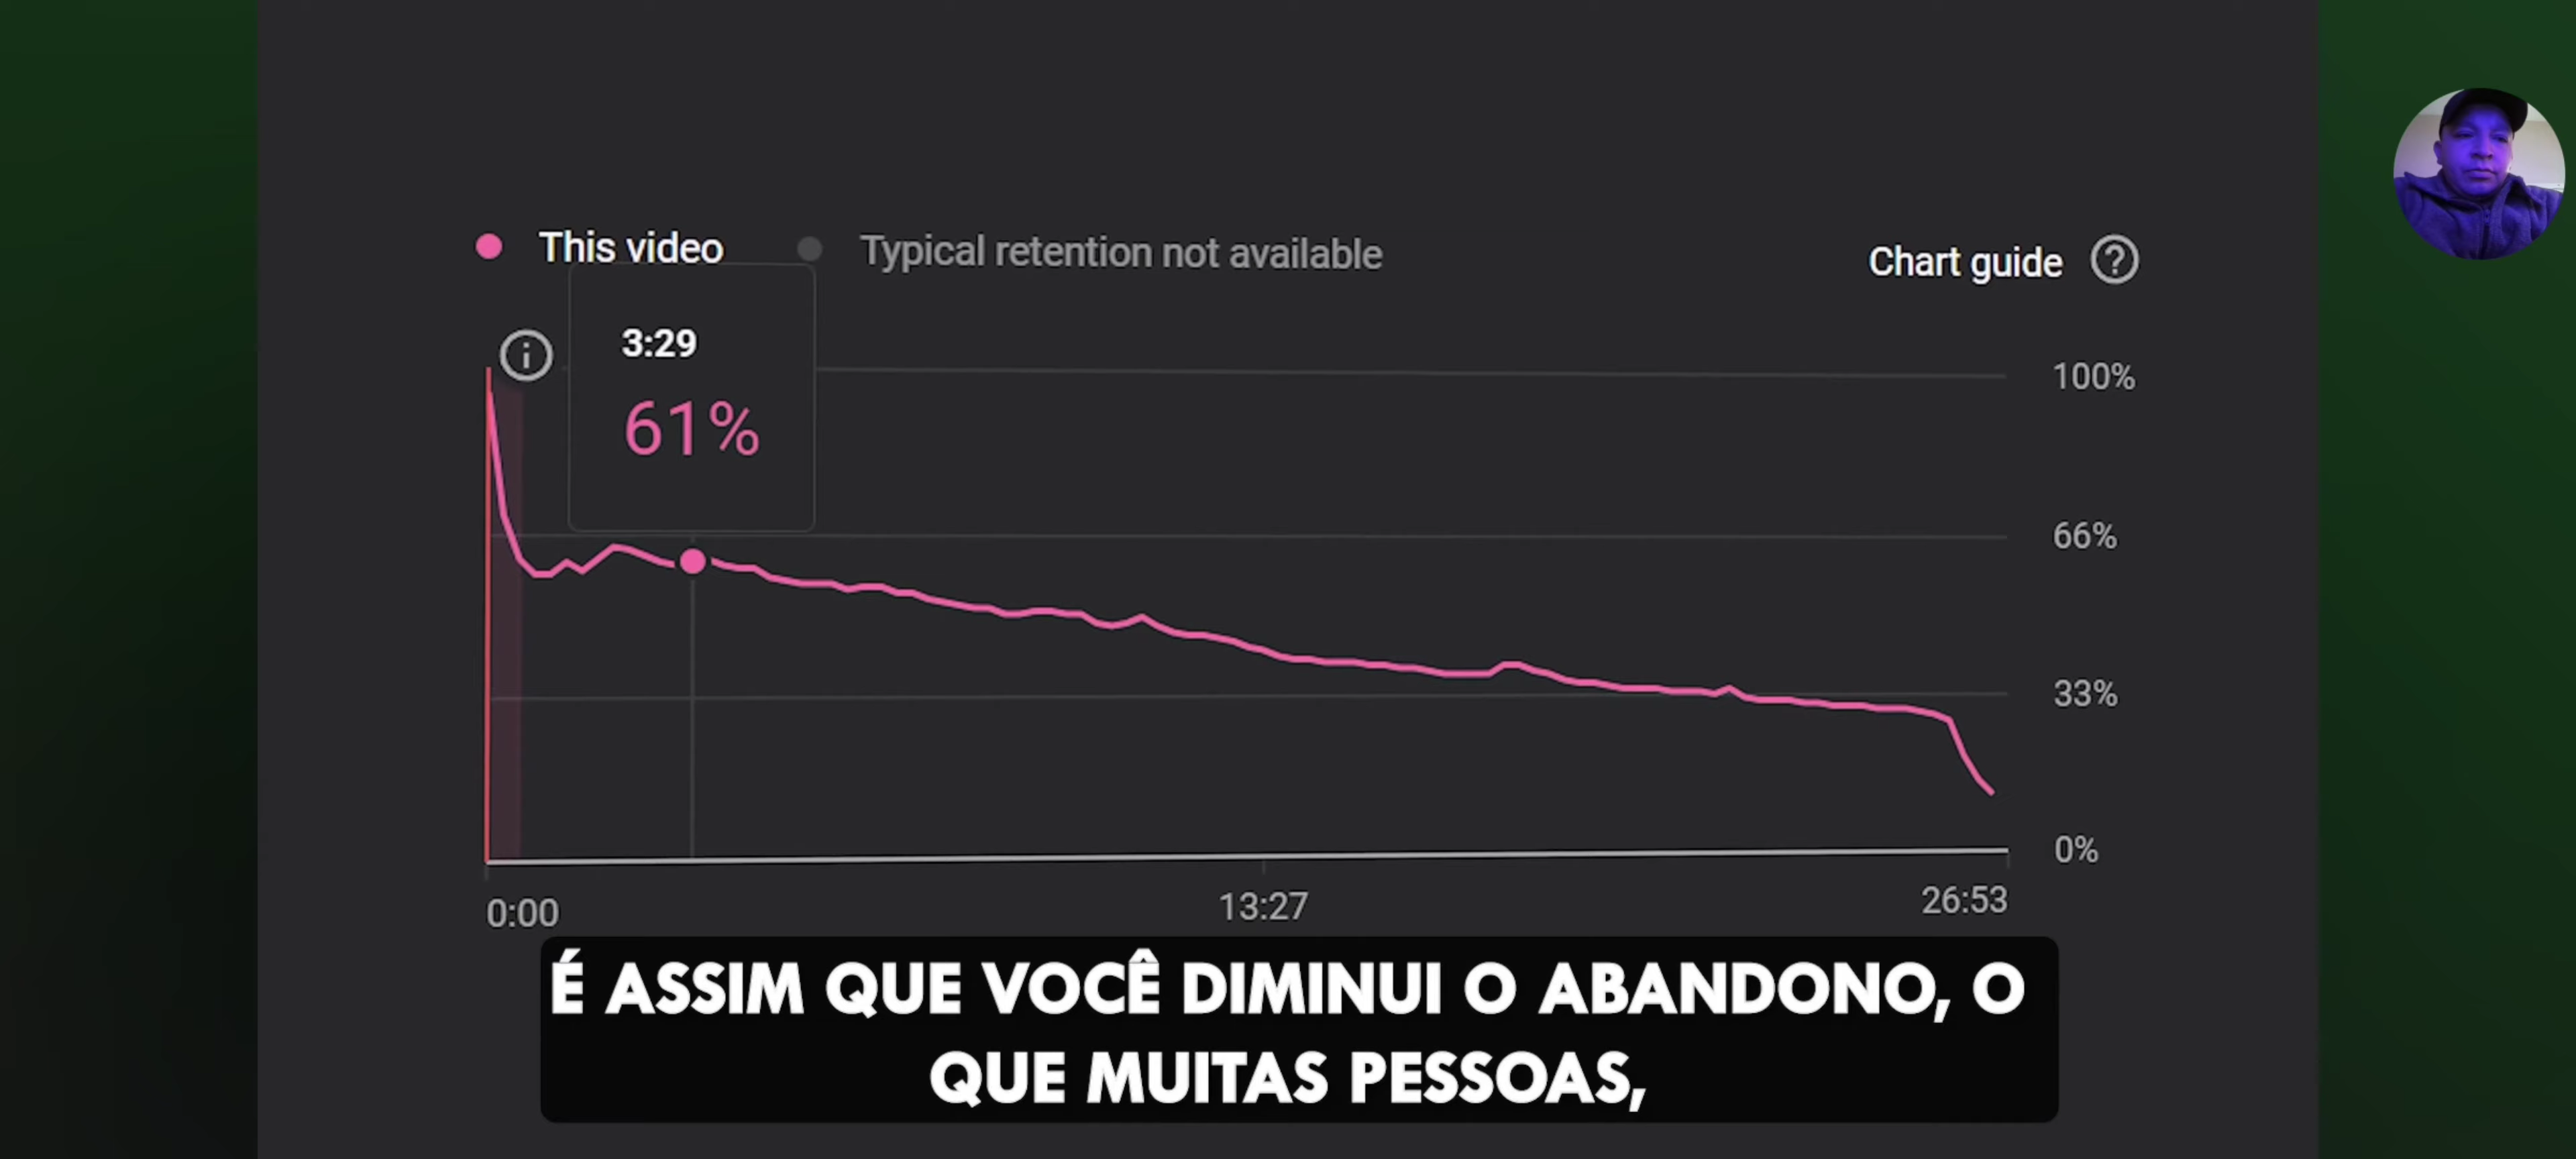 This video
Typical retention not available
Chart guide
3:29
61%
100%
66%
33%
0%
0:00
13:27
26:53
É ASSIM QUE VOCÊ DIMINUI O ABANDONO, O
QUE MUITAS PESSOAS,